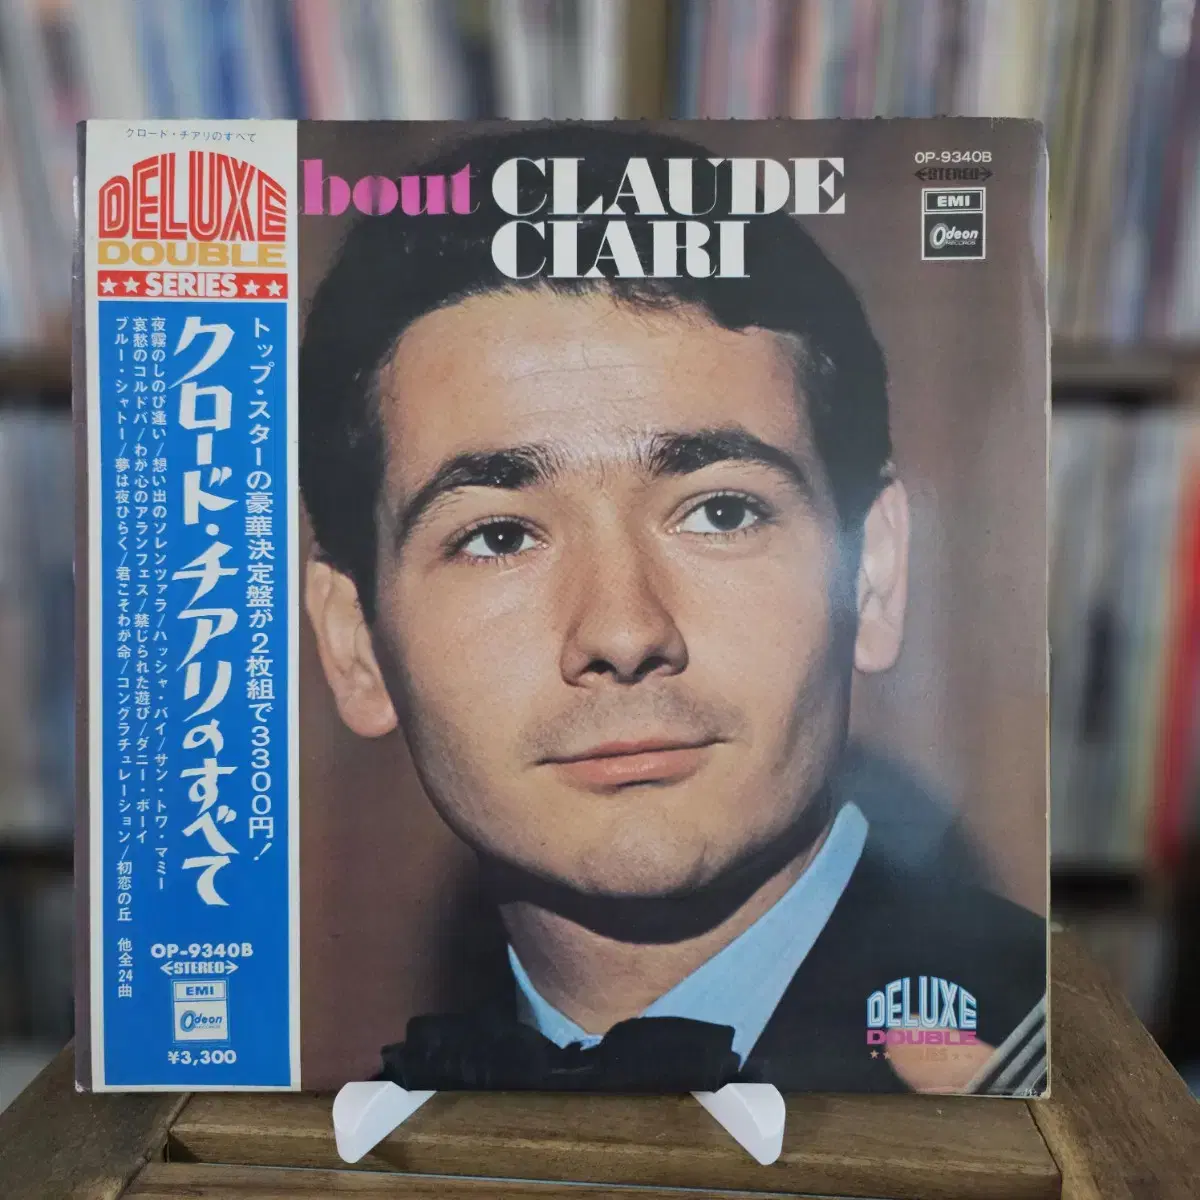 クロード・チアリのすべて
DELUXE
DOUBLE
★★ SERIES ★★
トップ・スターの豪華決定盤が2枚組で3300円!
クロード・チアリのすべて
夜霧のしのび逢い/想い出のソレンツァラ/ハッシャ・バイ/サン・トワ・マミー
哀愁のコルドバ/わが心のアランフェス/禁じられた遊び/ダニー・ボーイ
ブルー・シャトー/夢は夜ひらく/君こそわが命/コングラチュレーション/初恋の丘 他全24曲
OP-9340B
STEREO
EMI
Odeon
RECORDS
¥3,300
bout CLAUDE
CIARI
OP-9340B
STEREO
EMI
Odeon
RECORDS
DELUXE
DOUBLE
★★ SERIES ★★